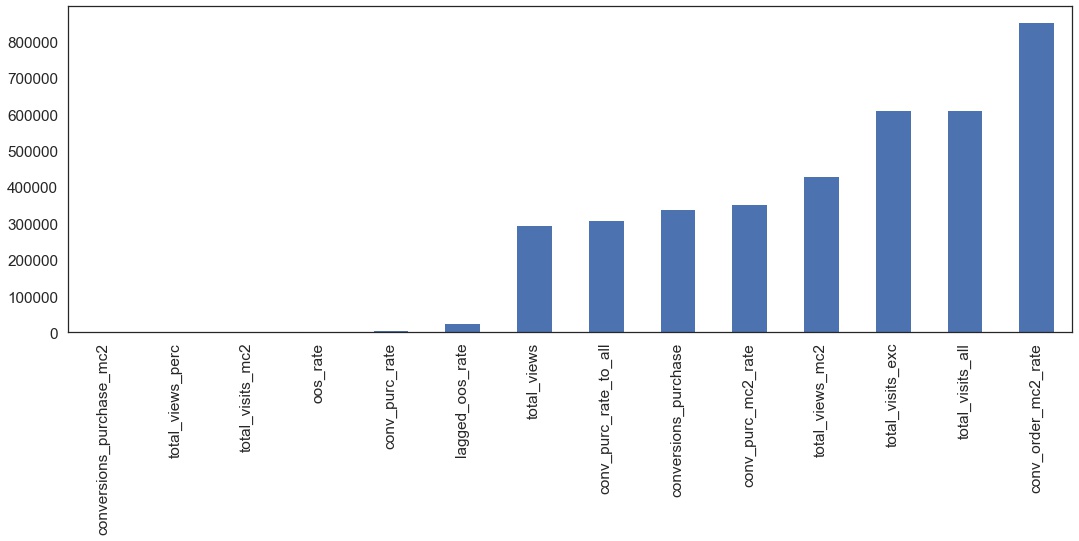 800000
700000
600000
500000
400000
300000
200000
100000
0
conversions_purchase_mc2
total_views_perc
total_visits_mc2
oos_rate
conv_purc_rate
lagged_oos_rate
total_views
conv_purc_rate_to_all
conversions_purchase
conv_purc_mc2_rate
total_views_mc2
total_visits_exc
total_visits_all
conv_order_mc2_rate